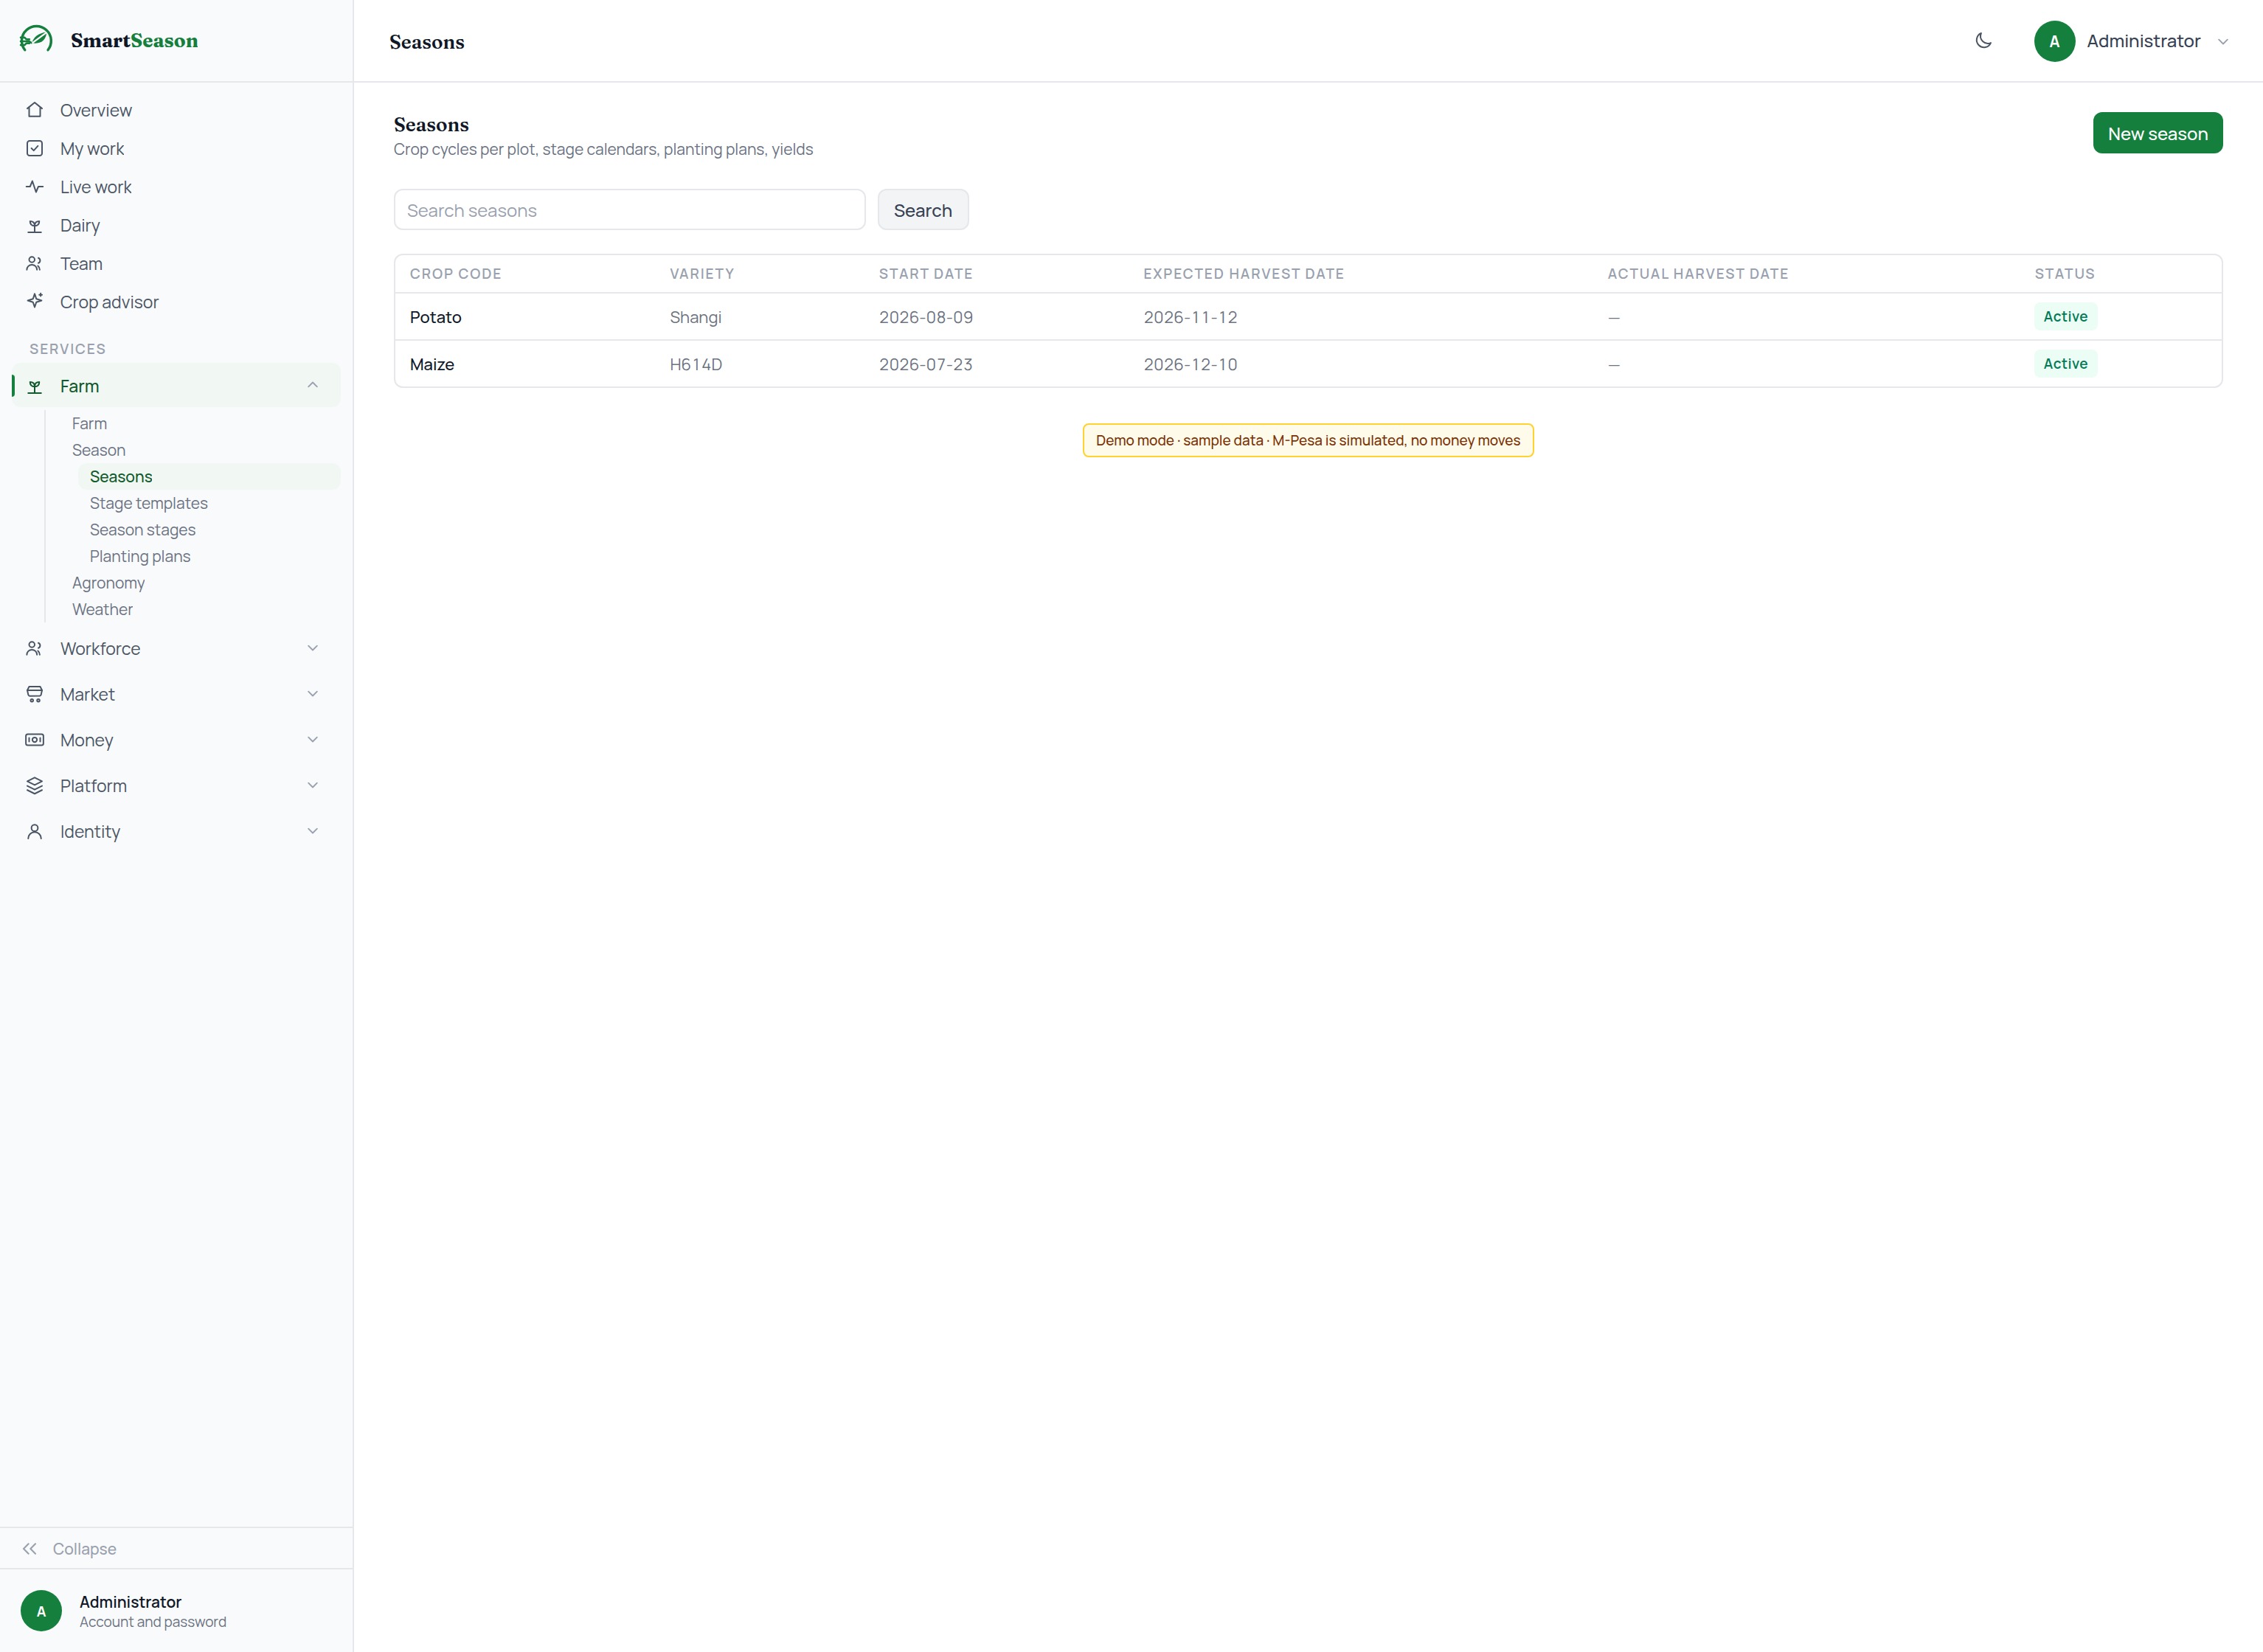 SmartSeason
Seasons
A Administrator
Overview
My work
Live work
Dairy
Team
Crop advisor
SERVICES
Farm
Farm
Season
Seasons
Stage templates
Season stages
Planting plans
Agronomy
Weather
Workforce
Market
Money
Platform
Identity
Collapse
A
Administrator
Account and password
Seasons
Crop cycles per plot, stage calendars, planting plans, yields
New season
Search seasons
Search
CROP CODE VARIETY START DATE EXPECTED HARVEST DATE ACTUAL HARVEST DATE STATUS
Potato Shangi 2026-08-09 2026-11-12 — Active
Maize H614D 2026-07-23 2026-12-10 — Active
Demo mode · sample data · M-Pesa is simulated, no money moves